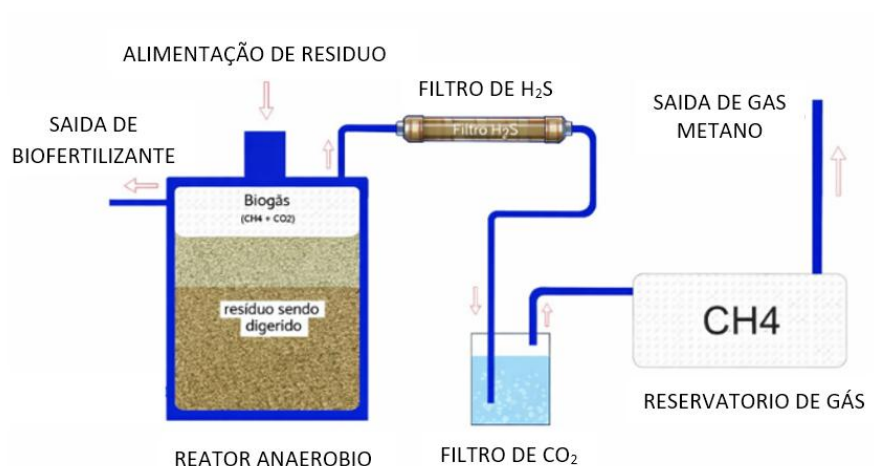 ALIMENTAÇÃO DE RESIDUO
FILTRO DE H₂S
SAIDA DE GAS
METANO
SAIDA DE
BIOFERTILIZANTE
Filtro H₂S
Biogás
(CH4 + CO2)
resíduo sendo
digerido
CH4
RESERVATORIO DE GÁS
REATOR ANAEROBIO
FILTRO DE CO₂